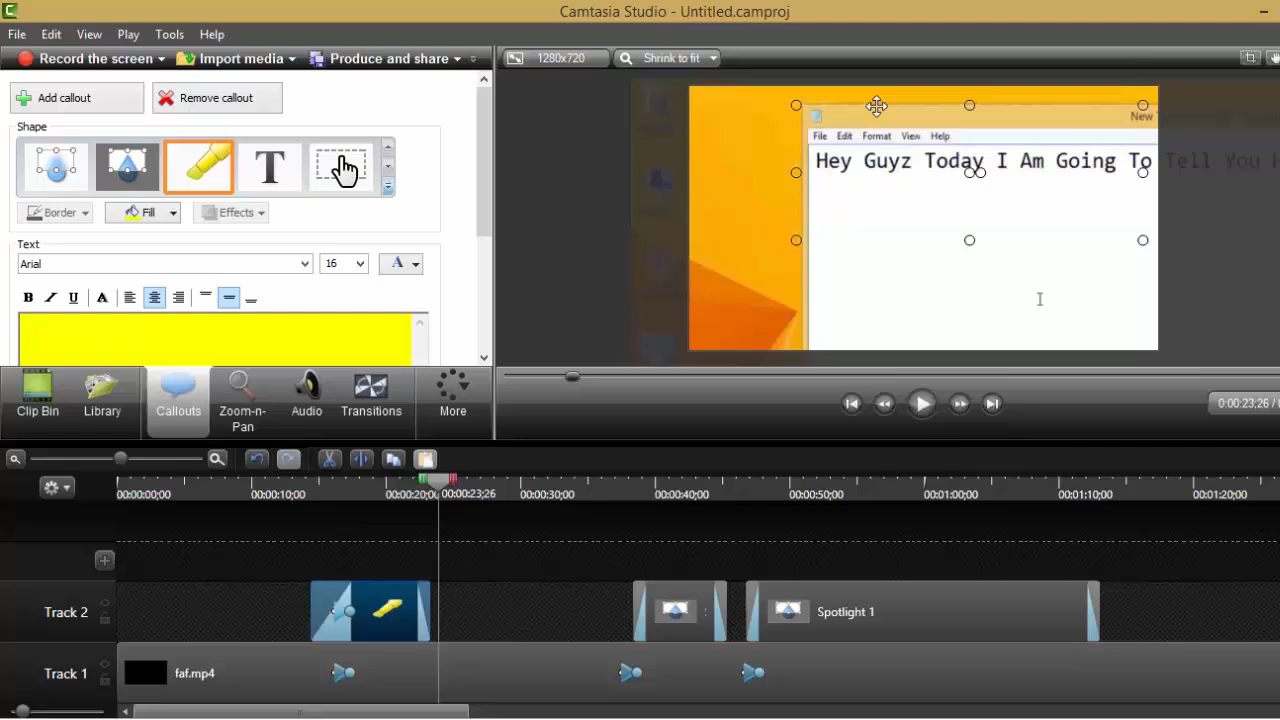 Camtasia Studio - Untitled.camproj
File Edit View Play Tools Help
Record the screen Import media Produce and share
1280x720 Shrink to fit
Add callout Remove callout
Shape
T
Border Fill Effects
Text
Arial 16 A
B I U A
New
File Edit Format View Help
Hey Guyz Today I Am Going To Tell You
Clip Bin Library Callouts Zoom-n-Pan Audio Transitions More
0:00:23;26 /
00:00:00;00 00:00:10;00 00:00:20;00 00:00:23;26 00:00:30;00 00:00:40;00 00:00:50;00 00:01:00;00 00:01:10;00 00:01:20;00
Track 2 Spotlight 1
Track 1 faf.mp4